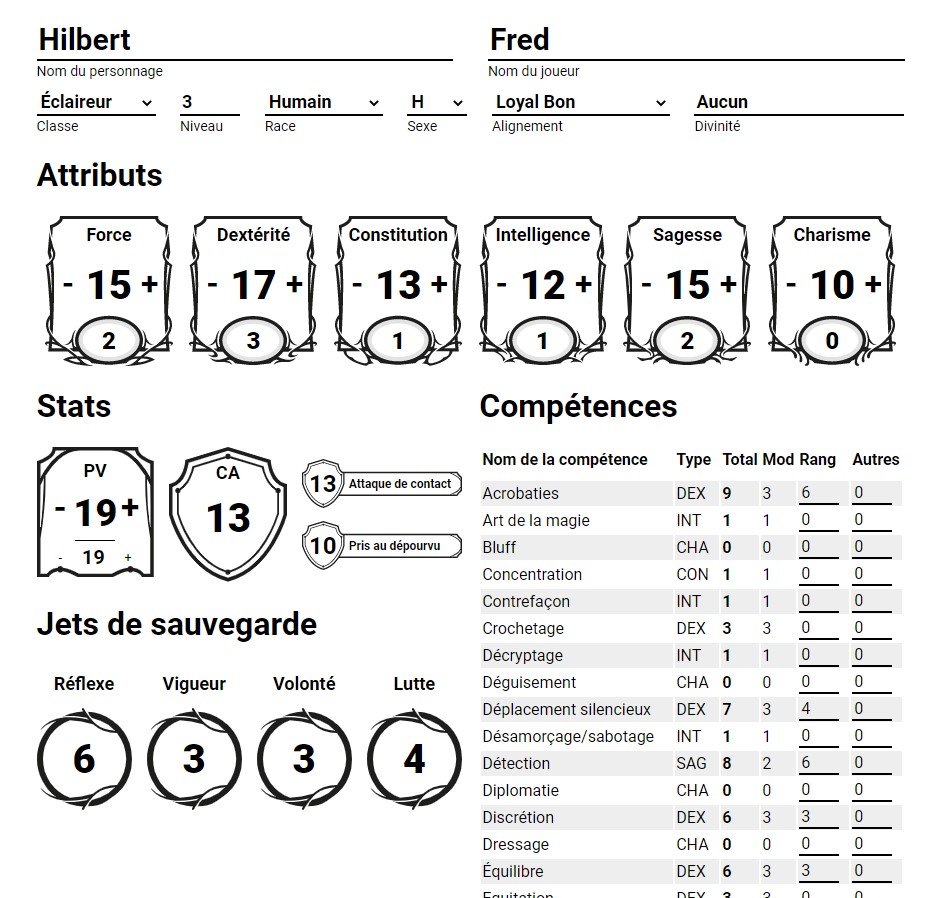 Hilbert Fred
Nom du personnage Nom du joueur
Éclaireur 3 Humain H Loyal Bon Aucun
Classe Niveau Race Sexe Alignement Divinité
Attributs
Force Dextérité Constitution Intelligence Sagesse Charisme
- 15 + - 17 + - 13 + - 12 + - 15 + - 10 +
2 3 1 1 2 0
Stats
PV
- 19 +
- 19 +
CA
13
13 Attaque de contact
10 Pris au dépourvu
Jets de sauvegarde
Réflexe Vigueur Volonté Lutte
6 3 3 4
Compétences
Nom de la compétence Type Total Mod Rang Autres
Acrobaties DEX 9 3 6 0
Art de la magie INT 1 1 0 0
Bluff CHA 0 0 0 0
Concentration CON 1 1 0 0
Contrefaçon INT 1 1 0 0
Crochetage DEX 3 3 0 0
Décryptage INT 1 1 0 0
Déguisement CHA 0 0 0 0
Déplacement silencieux DEX 7 3 4 0
Désamorçage/sabotage INT 1 1 0 0
Détection SAG 8 2 6 0
Diplomatie CHA 0 0 0 0
Discrétion DEX 6 3 3 0
Dressage CHA 0 0 0 0
Équilibre DEX 6 3 3 0
Equitation DEX 3 3 0 0